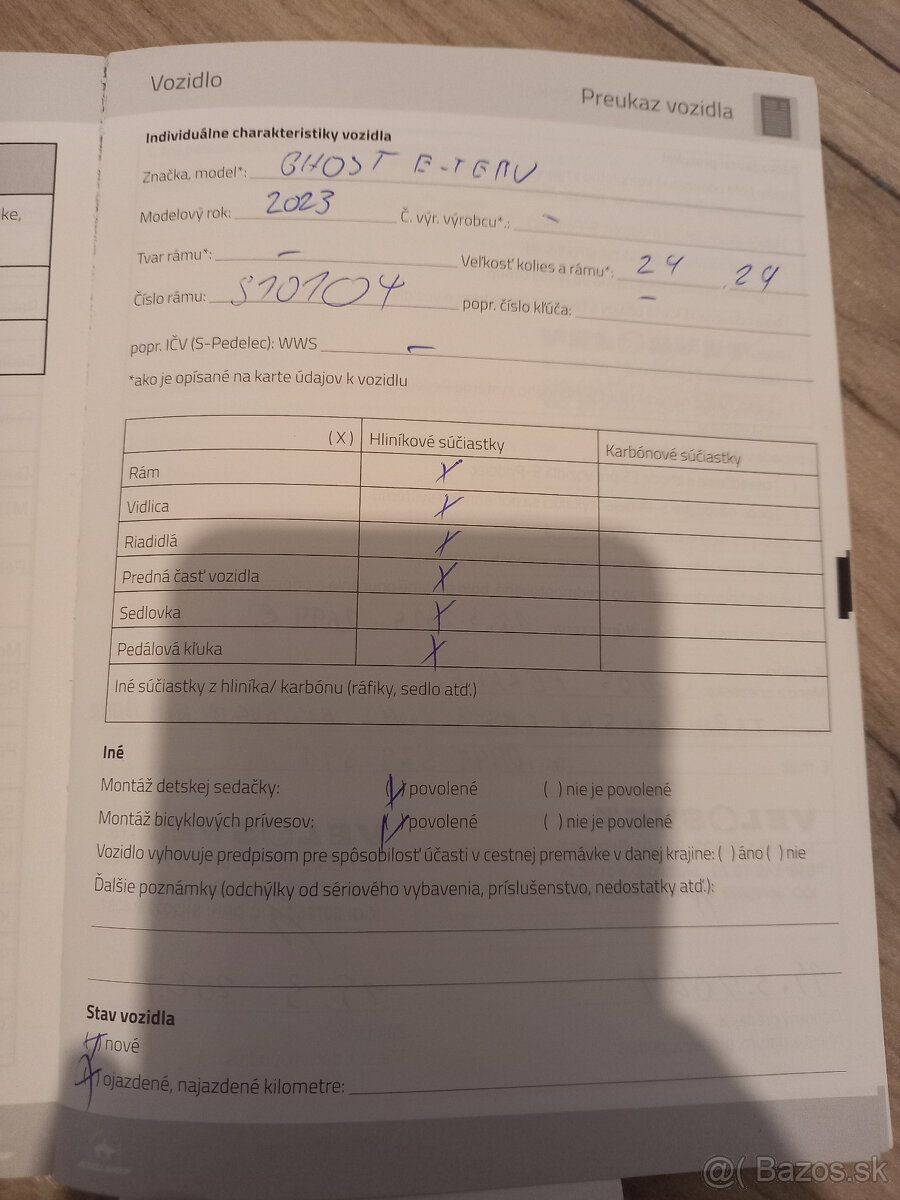 Vozidlo
Preukaz vozidla
ke,
Individuálne charakteristiky vozidla
Značka, model*: GHOST E-TERU
Modelový rok: 2023 Č. výr. výrobcu*.: -
Tvar rámu*: - Veľkosť kolies a rámu*: 29 29
Číslo rámu: S10104 popr. číslo kľúča: -
popr. IČV (S-Pedelec): WWS -
*ako je opísané na karte údajov k vozidlu
(X) Hliníkové súčiastky Karbónové súčiastky
Rám X
Vidlica X
Riadidlá X
Predná časť vozidla X
Sedlovka X
Pedálová kľuka X
Iné súčiastky z hliníka/ karbónu (ráfiky, sedlo atď.)
Iné
Montáž detskej sedačky: (X) povolené ( ) nie je povolené
Montáž bicyklových prívesov: (X) povolené ( ) nie je povolené
Vozidlo vyhovuje predpisom pre spôsobilosť účasti v cestnej premávke v danej krajine: ( ) áno ( ) nie
Ďalšie poznámky (odchýlky od sériového vybavenia, príslušenstvo, nedostatky atď.):
Stav vozidla
(X) nové
(X) ojazdené, najazdené kilometre:
@( Bazos.sk